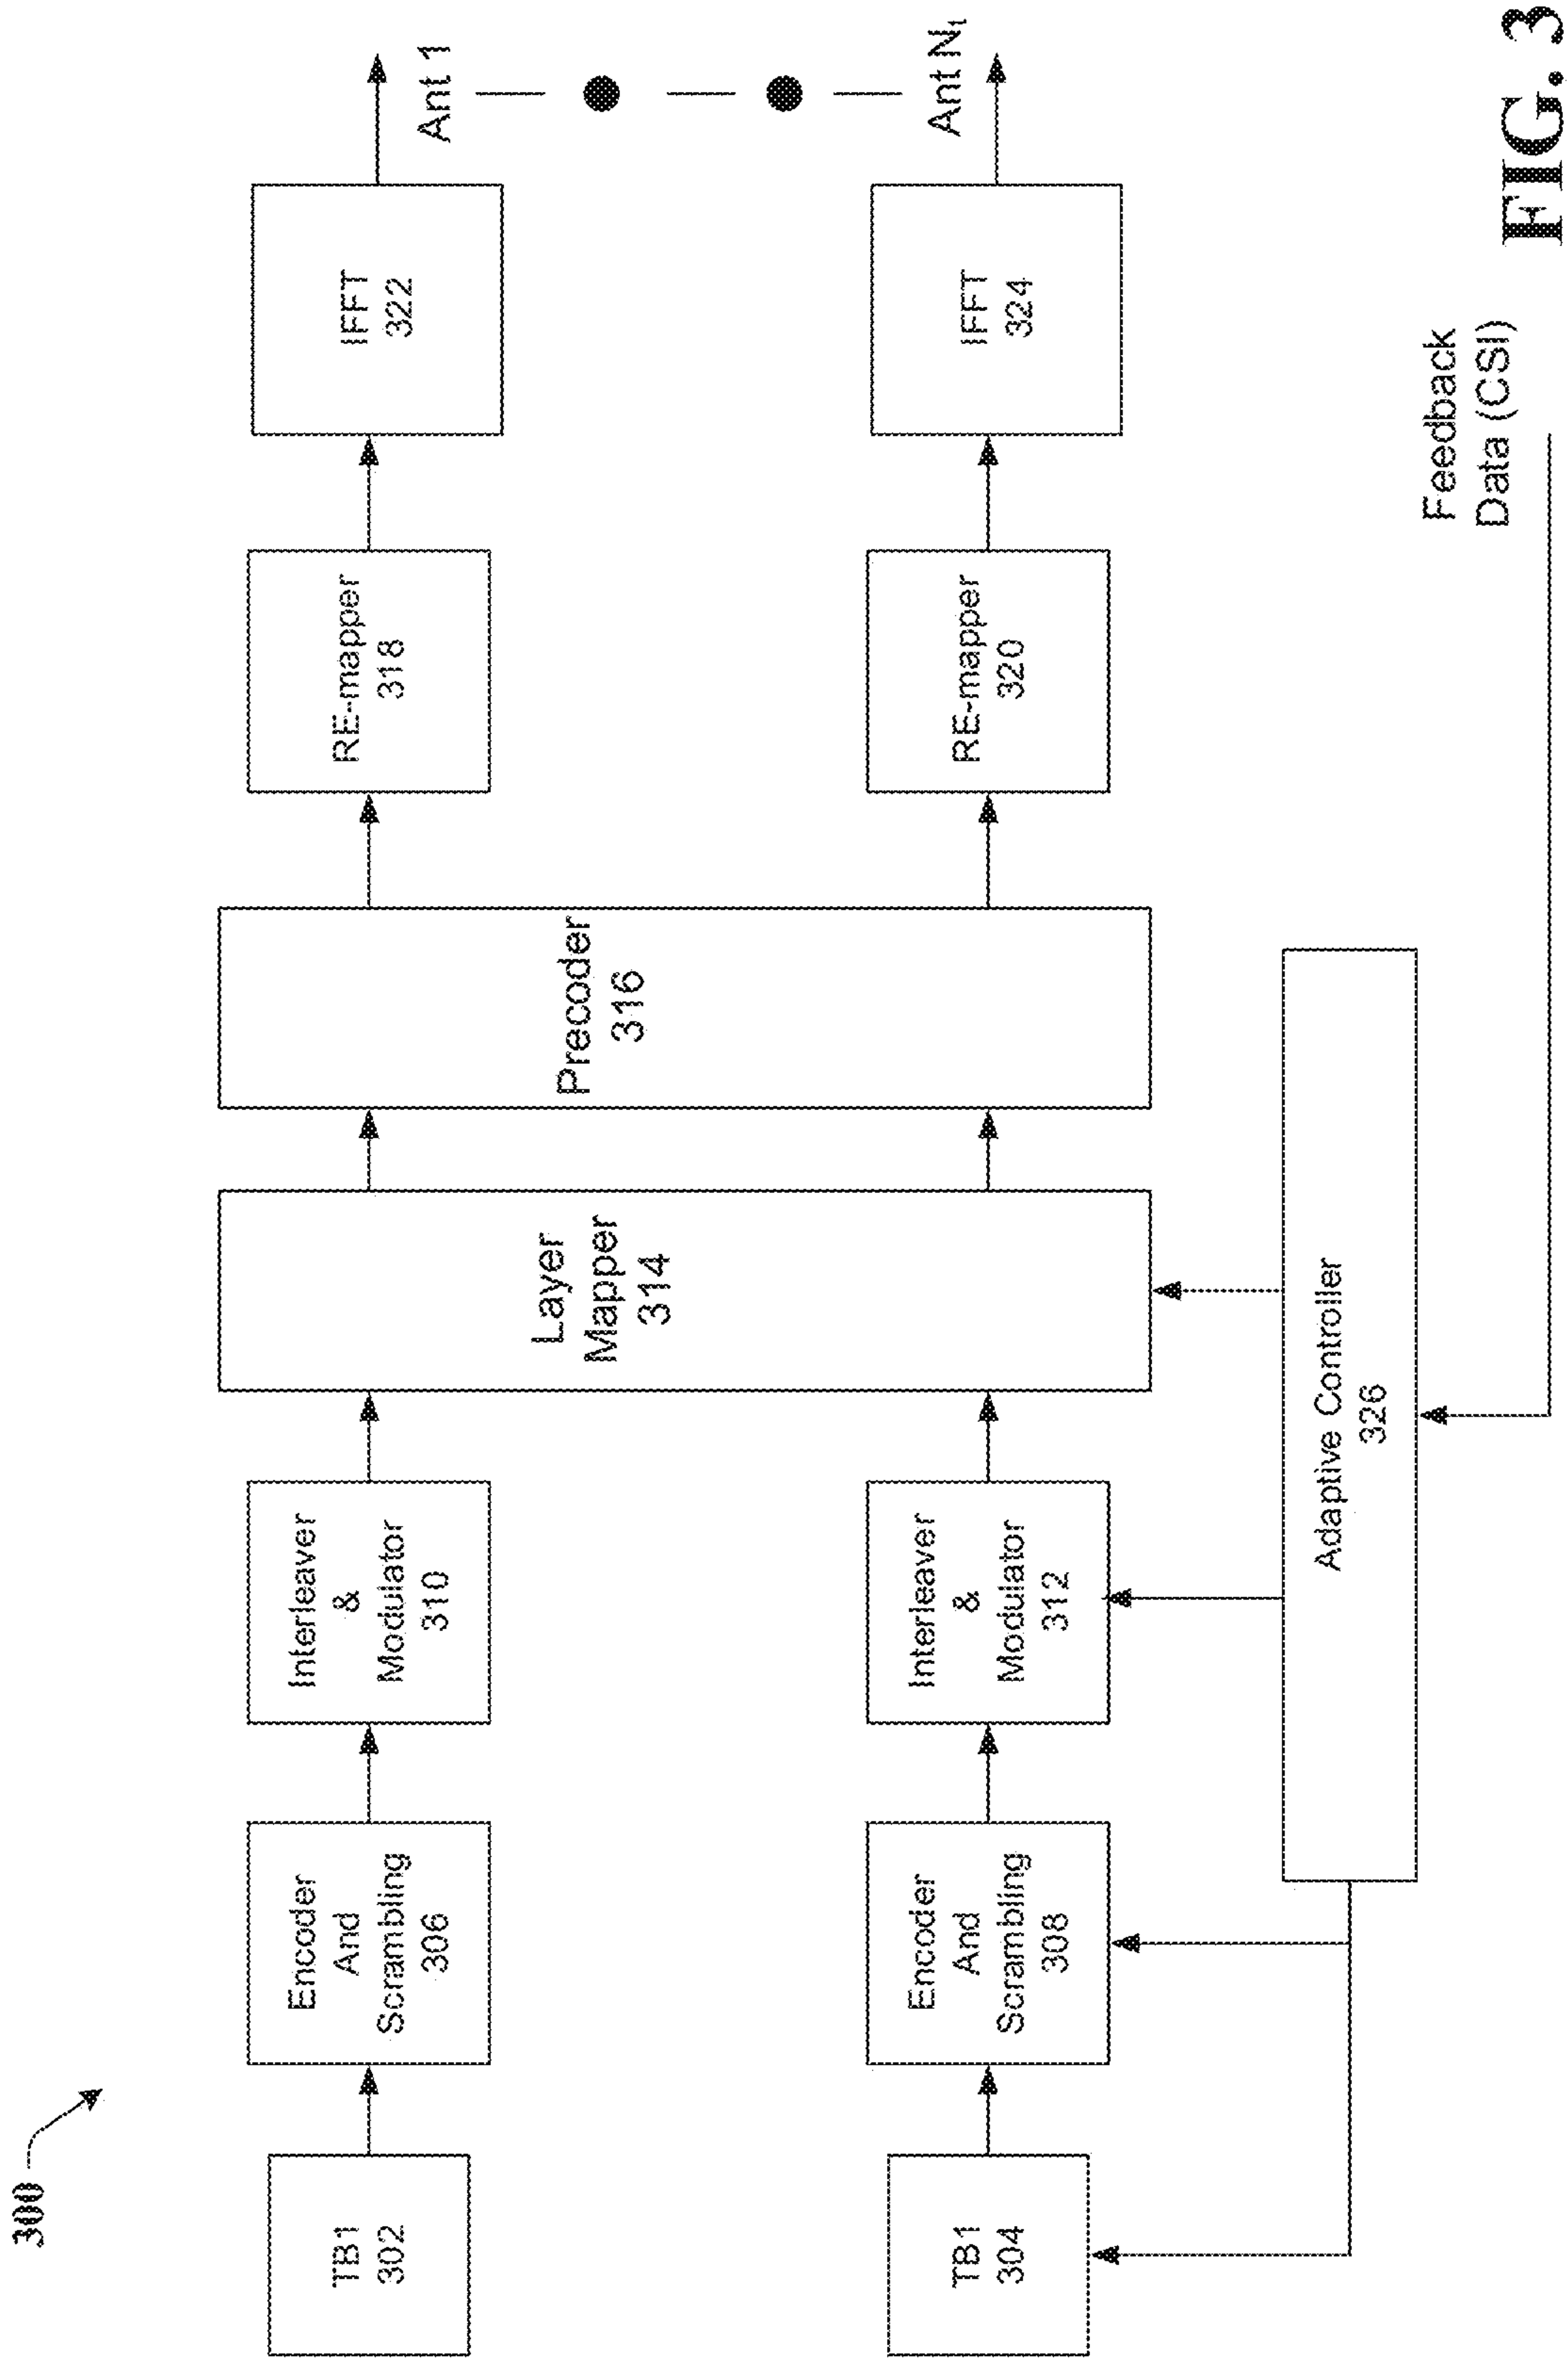 300
TB1
302
Encoder
And
Scrambling
306
Interleaver
&
Modulator
310
Layer
Mapper
314
Precoder
316
RE-mapper
318
IFFT
322
Ant 1
TB1
304
Encoder
And
Scrambling
308
Interleaver
&
Modulator
312
RE-mapper
320
IFFT
324
Ant Nt
Adaptive Controller
326
Feedback
Data (CSI)
FIG. 3